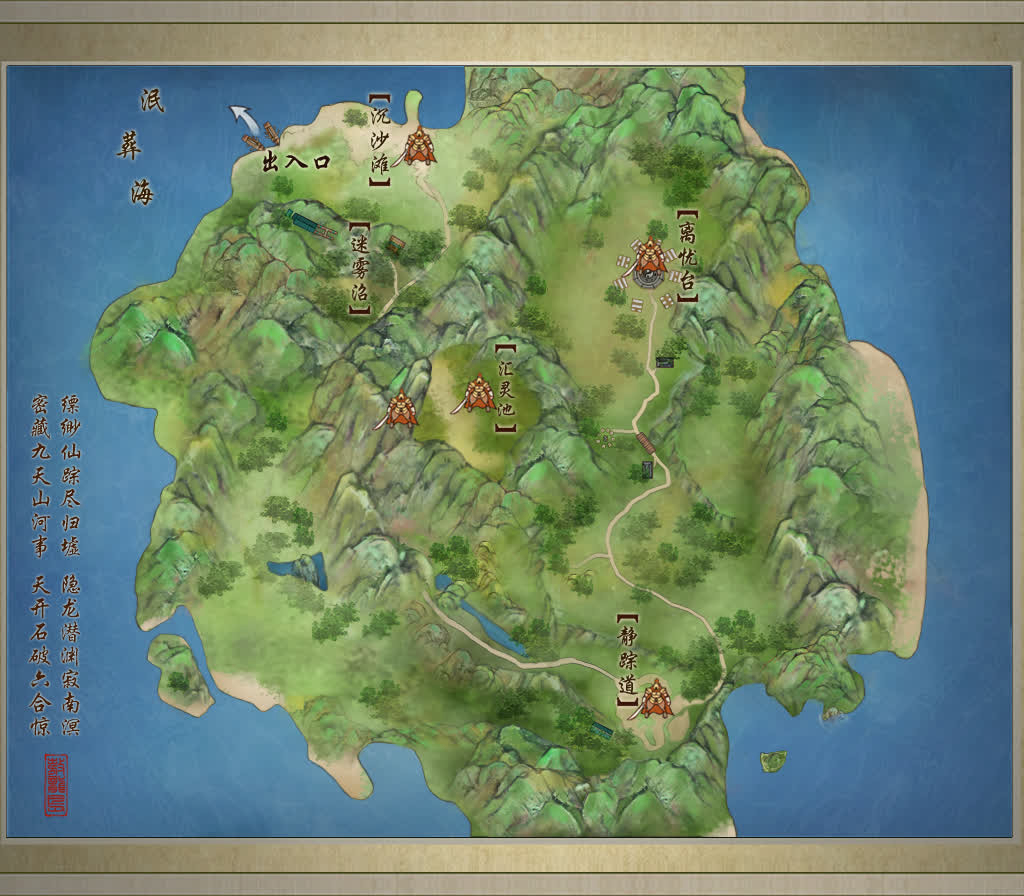 泯葬海
出入口
【沉沙滩】
【迷雾沼】
【离忧台】
【汇灵池】
【静踪道】
缥缈仙踪尽归墟 隐龙潜渊寂南溟
密藏九天山河事 天开石破六合惊